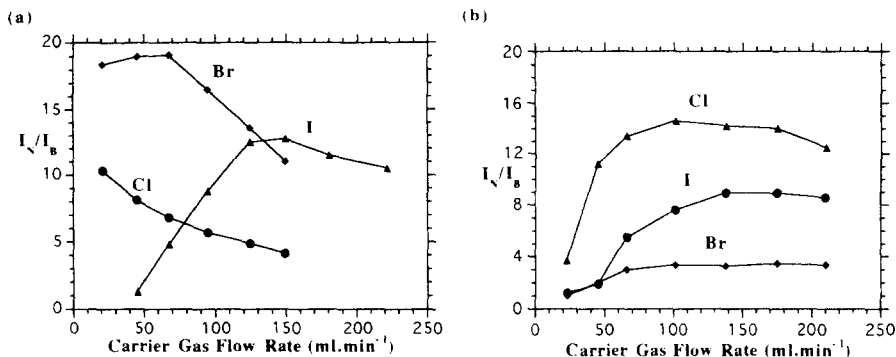 (a)
20
15
10
5
0
I_N/I_B
Br
I
Cl
0 50 100 150 200 250
Carrier Gas Flow Rate (ml.min⁻¹)
(b)
20
16
12
8
4
0
I_N/I_B
Cl
I
Br
0 50 100 150 200 250
Carrier Gas Flow Rate (ml.min⁻¹)